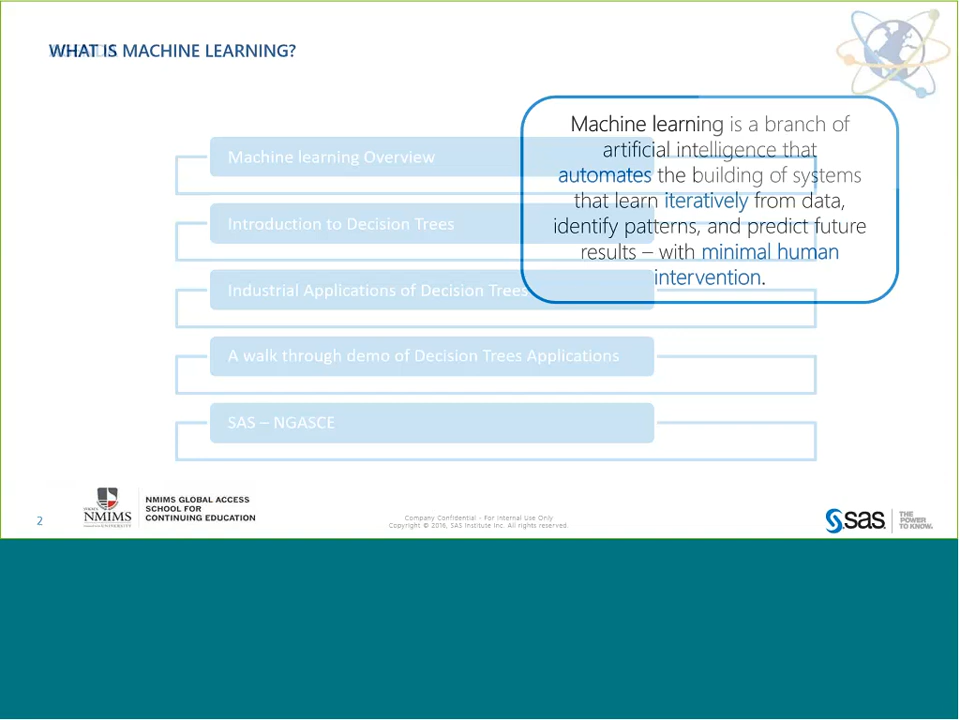 WHAT IS MACHINE LEARNING?
Machine learning is a branch of
artificial intelligence that
automates the building of systems
that learn iteratively from data,
identify patterns, and predict future
results – with minimal human
intervention.
Machine learning Overview
Introduction to Decision Trees
Industrial Applications of Decision Trees
A walk through demo of Decision Trees Applications
SAS – NGASCE
2
NMIMS
NMIMS GLOBAL ACCESS
SCHOOL FOR
CONTINUING EDUCATION
Company Confidential - For Internal Use Only
Copyright © 2016, SAS Institute Inc. All rights reserved.
sas
THE
POWER
TO KNOW.